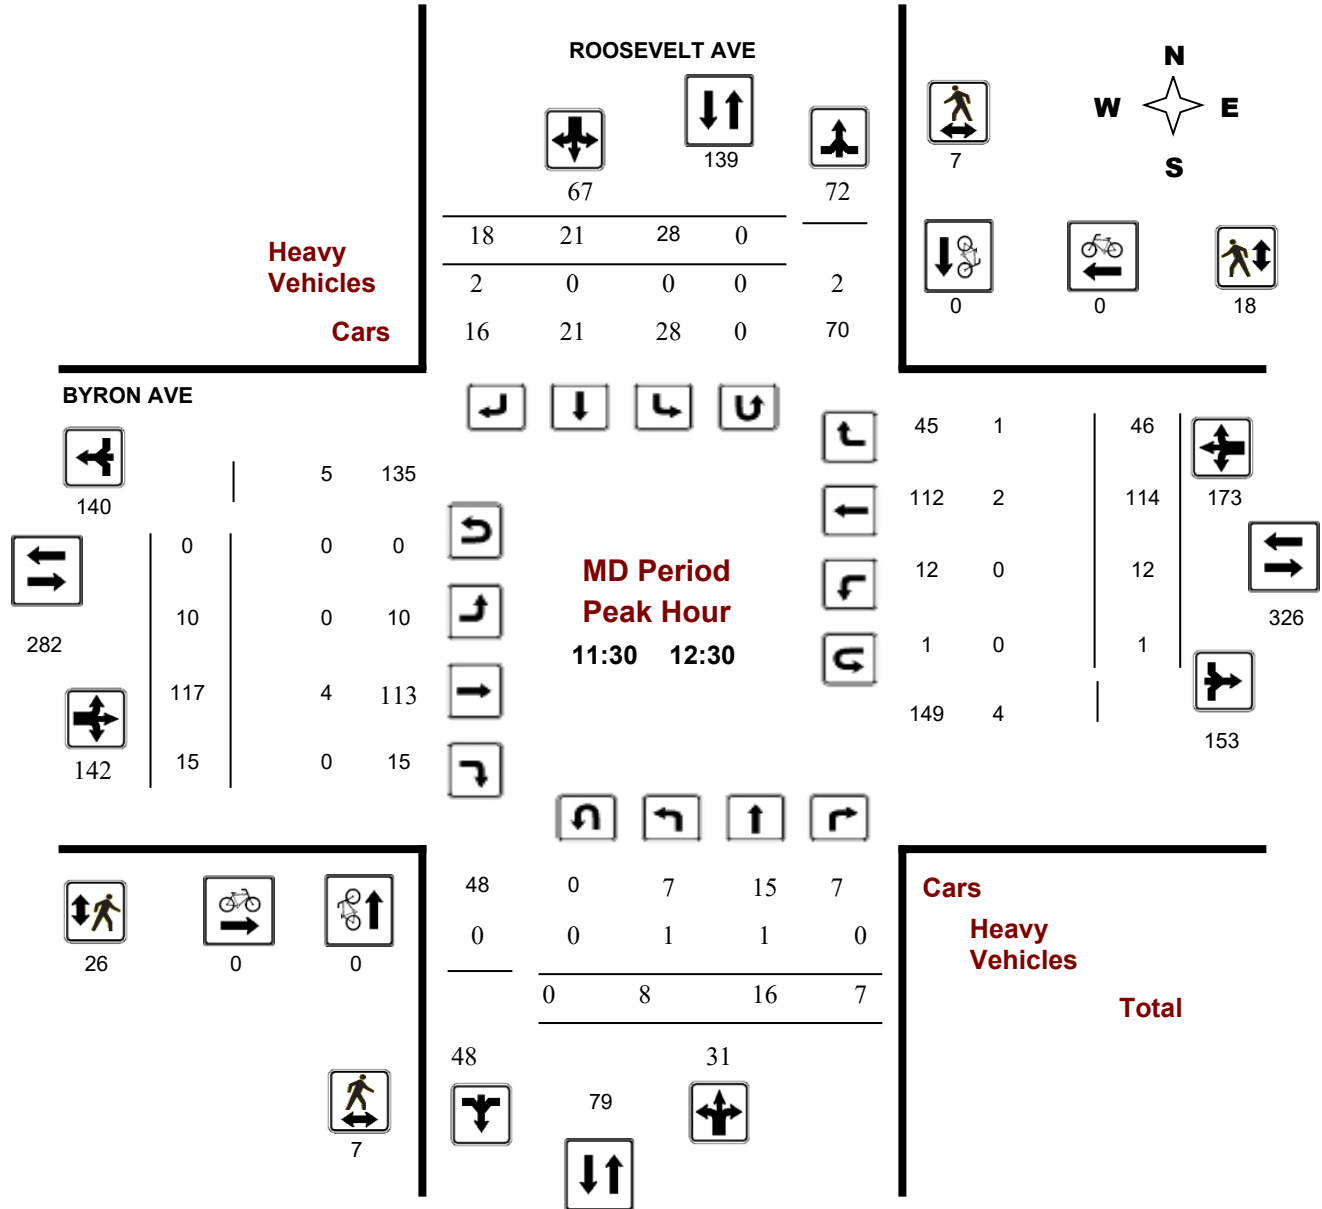 ROOSEVELT AVE
N
W E
S
139
7
67
72
18 21 28 0
Heavy
Vehicles
2 0 0 0 2
0 0 18
Cars
16 21 28 0 70
BYRON AVE
45 1 46
5 135
140
112 2 114 173
0 0 0
MD Period
12 0 12
Peak Hour
10 0 10
326
282
11:30 12:30
1 0 1
117 4 113
149 4
153
142 15 0 15
48 0 7 15 7
Cars
0 0 1 1 0
Heavy
Vehicles
26 0 0
0 8 16 7
Total
48 31
79
7